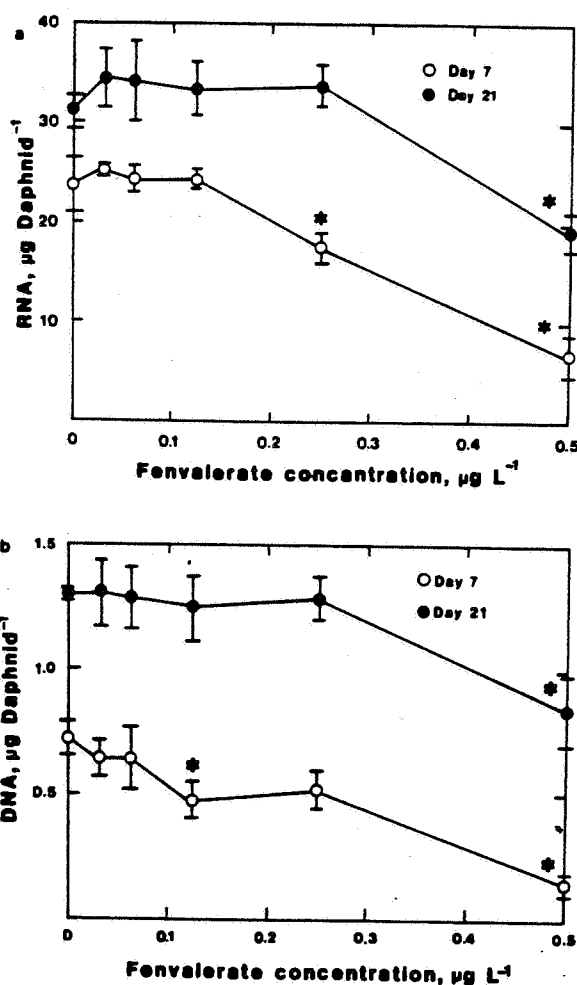 a
40
30
20
10
RNA, µg Daphnid⁻¹
○ Day 7
● Day 21
*
*
*
0
0.1
0.2
0.3
0.4
0.5
Fenvalerate concantration, µg L⁻¹
b
1.5
1.0
0.5
DNA, µg Daphnid⁻¹
○ Day 7
● Day 21
*
*
*
0
0.1
0.2
0.3
0.4
0.5
Fenvalerate concentration, µg L⁻¹